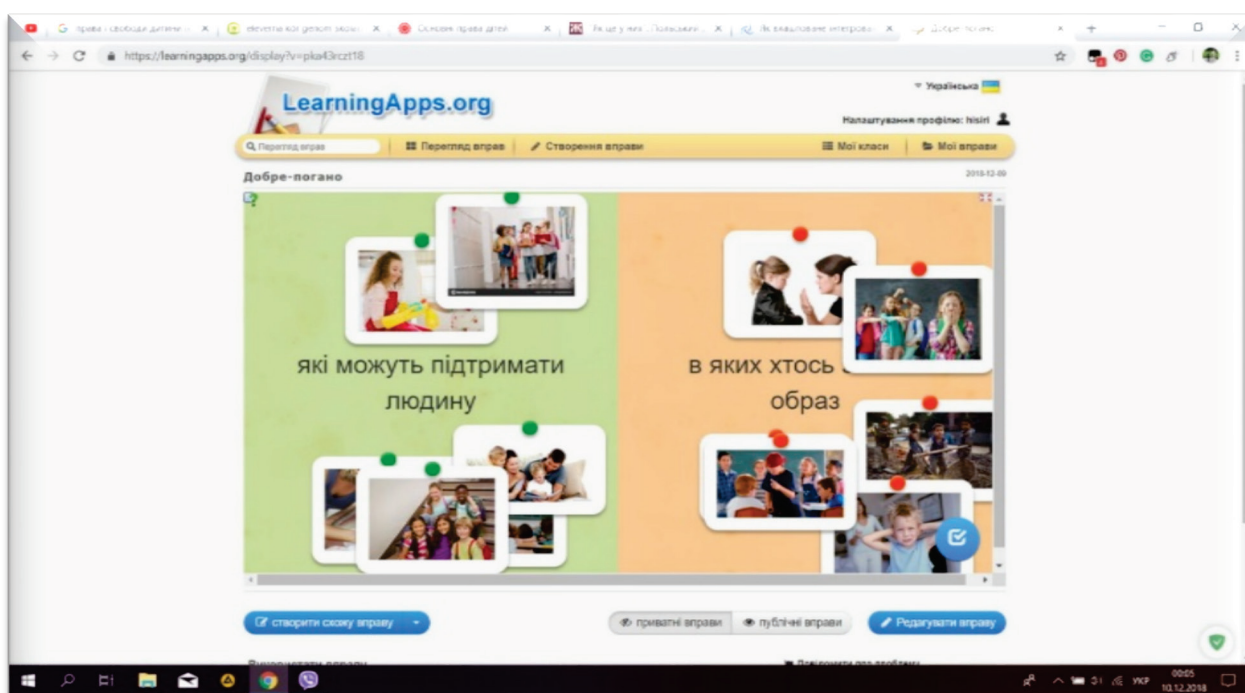 https://learningapps.org/display?v=pka43rczt18
LearningApps.org
Українська
Налаштування профілю: hisiri
Перегляд вправ
Перегляд вправ
Створення вправи
Мої класи
Мої вправи
Добре-погано
2018-12-09
які можуть підтримати
людину
в яких хтось
образ
створити схожу вправу
приватні вправи
публічні вправи
Редагувати вправу
УКР
00:05
10.12.2018